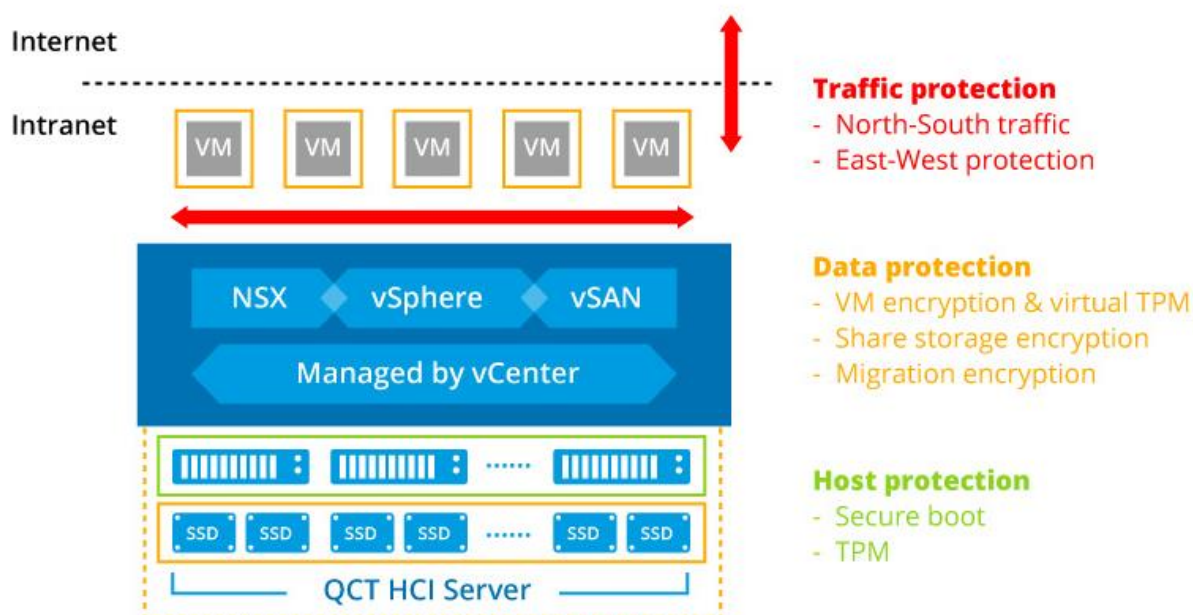 Internet
Intranet
VM VM VM VM VM
Traffic protection
- North-South traffic
- East-West protection
NSX vSphere vSAN
Managed by vCenter
Data protection
- VM encryption & virtual TPM
- Share storage encryption
- Migration encryption
......
SSD SSD SSD SSD ...... SSD SSD
QCT HCI Server
Host protection
- Secure boot
- TPM